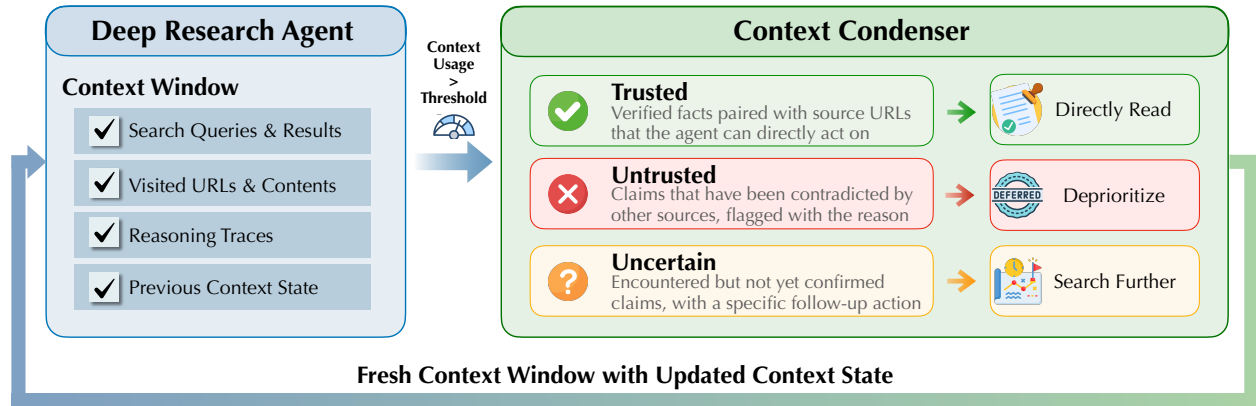 Deep Research Agent
Context Window
Search Queries & Results
Visited URLs & Contents
Reasoning Traces
Previous Context State
Context
Usage
>
Threshold
Context Condenser
Trusted
Verified facts paired with source URLs
that the agent can directly act on
Directly Read
Untrusted
Claims that have been contradicted by
other sources, flagged with the reason
DEFERRED
Deprioritize
Uncertain
Encountered but not yet confirmed
claims, with a specific follow-up action
Search Further
Fresh Context Window with Updated Context State